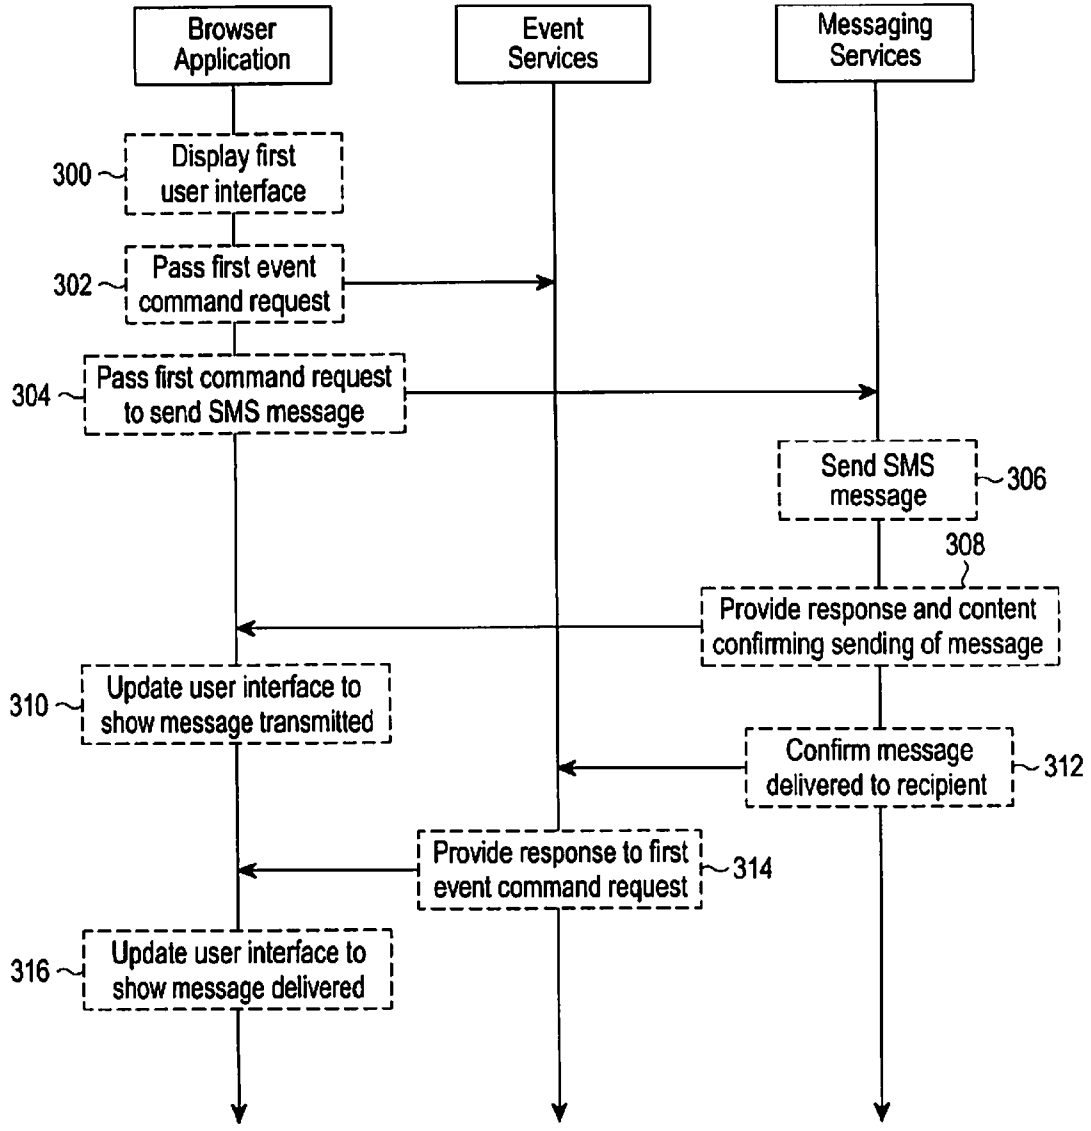 Browser
Application
Event
Services
Messaging
Services
300
Display first
user interface
302
Pass first event
command request
304
Pass first command request
to send SMS message
Send SMS
message
306
308
Provide response and content
confirming sending of message
310
Update user interface to
show message transmitted
Confirm message
delivered to recipient
312
Provide response to first
event command request
314
316
Update user interface to
show message delivered